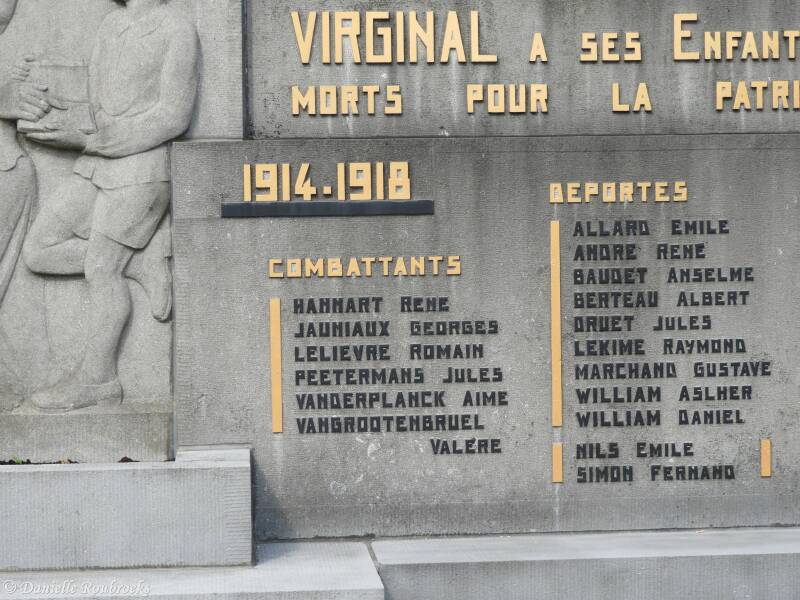 VIRGINAL A SES ENFANT
MORTS POUR LA PATRI
1914-1918
COMBATTANTS
HANNART RENE
JAUNIAUX GEORGES
LELIEVRE ROMAIN
PEETERMANS JULES
VANDERPLANCK AIME
VANGROOTENBRUEL
VALÉRE
DEPORTES
ALLARD EMILE
ANDRE RENÉ
BAUDET ANSELME
BERTEAU ALBERT
DRUET JULES
LEKIME RAYMOND
MARCHAND GUSTAVE
WILLIAM ASLHER
WILLIAM DANIEL
NILS EMILE
SIMON FERNAND
© Danielle Roubroeks